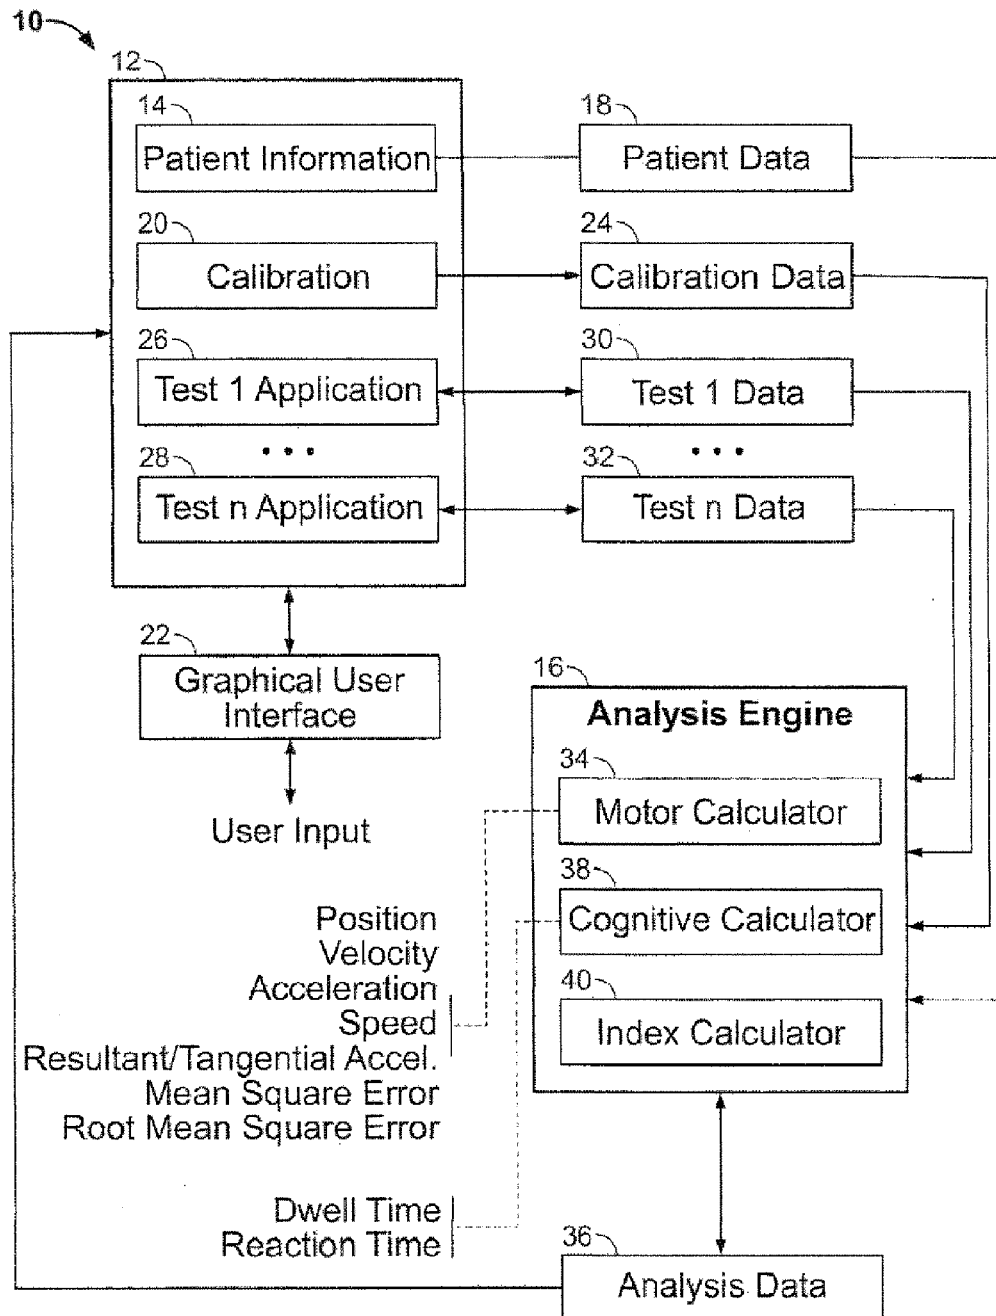 10
12
14
Patient Information
18
Patient Data
20
Calibration
24
Calibration Data
26
Test 1 Application
30
Test 1 Data
• • •
• • •
28
Test n Application
32
Test n Data
22
Graphical User
Interface
User Input
16
Analysis Engine
34
Motor Calculator
38
Cognitive Calculator
40
Index Calculator
Position
Velocity
Acceleration
Speed
Resultant/Tangential Accel.
Mean Square Error
Root Mean Square Error
Dwell Time
Reaction Time
36
Analysis Data